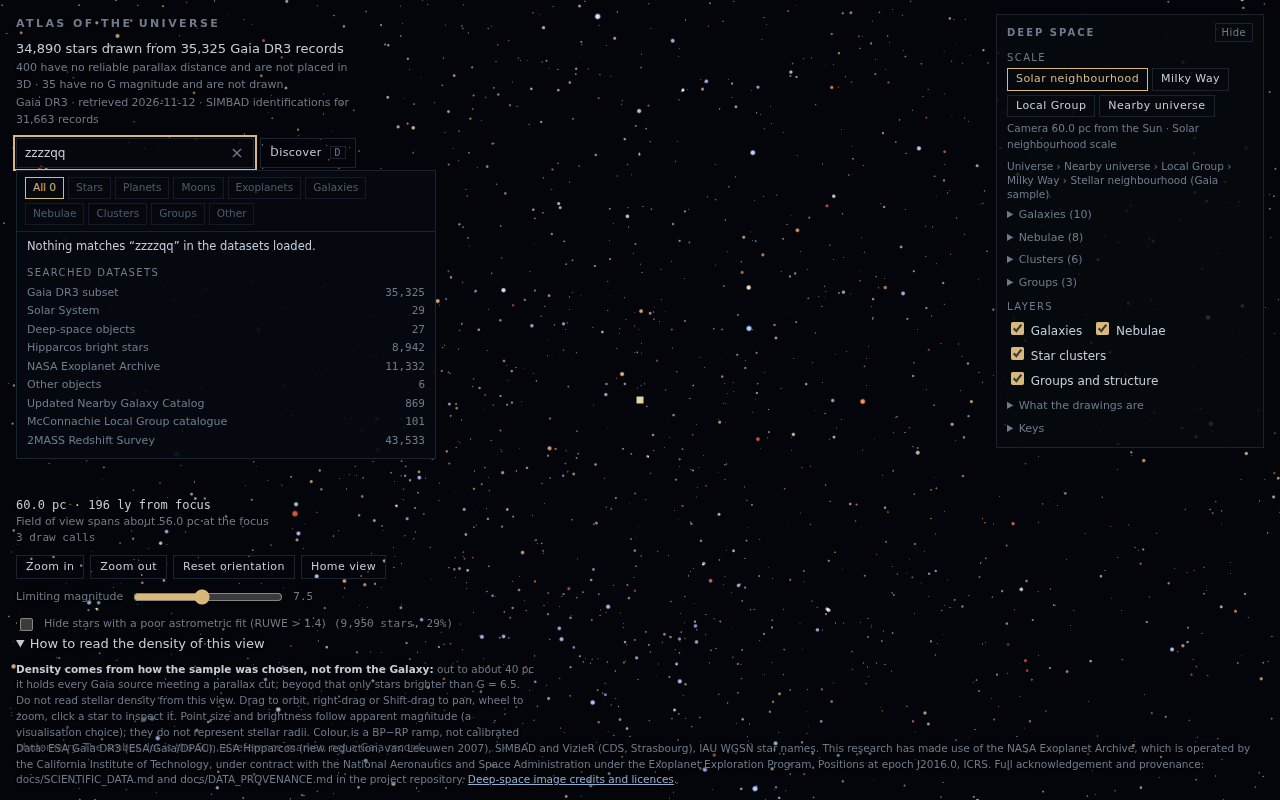 ATLAS OF THE UNIVERSE
34,890 stars drawn from 35,325 Gaia DR3 records
400 have no reliable parallax distance and are not placed in
3D · 35 have no G magnitude and are not drawn
Gaia DR3 · retrieved 2026-11-12 · SIMBAD identifications for
31,663 records
zzzzqq ×
Discover D
All 0 Stars Planets Moons Exoplanets Galaxies
Nebulae Clusters Groups Other
Nothing matches “zzzzqq” in the datasets loaded.
SEARCHED DATASETS
Gaia DR3 subset 35,325
Solar System 29
Deep-space objects 27
Hipparcos bright stars 8,942
NASA Exoplanet Archive 11,332
Other objects 6
Updated Nearby Galaxy Catalog 869
McConnachie Local Group catalogue 101
2MASS Redshift Survey 43,533
60.0 pc · 196 ly from focus
Field of view spans about 56.0 pc at the focus
3 draw calls
Zoom in Zoom out Reset orientation Home view
Limiting magnitude 7.5
Hide stars with a poor astrometric fit (RUWE > 1.4) (9,950 stars, 29%)
▼ How to read the density of this view
Density comes from how the sample was chosen, not from the Galaxy: out to about 40 pc
it holds every Gaia source meeting a parallax cut; beyond that only stars brighter than G = 6.5.
Do not read stellar density from this view. Drag to orbit, right-drag or Shift-drag to pan, wheel to
zoom, click a star to inspect it. Point size and brightness follow apparent magnitude (a
visualisation choice); they do not represent stellar radii. Colour is a BP−RP ramp, not calibrated
Data: ESA Gaia DR3 (ESA/Gaia/DPAC), ESA Hipparcos (new reduction, van Leeuwen 2007), SIMBAD and VizieR (CDS, Strasbourg), IAU WGSN star names. This research has made use of the NASA Exoplanet Archive, which is operated by
the California Institute of Technology, under contract with the National Aeronautics and Space Administration under the Exoplanet Exploration Program. Positions at epoch J2016.0, ICRS. Full acknowledgement and provenance:
docs/SCIENTIFIC_DATA.md and docs/DATA_PROVENANCE.md in the project repository. Deep-space image credits and licences.
DEEP SPACE Hide
SCALE
Solar neighbourhood Milky Way
Local Group Nearby universe
Camera 60.0 pc from the Sun · Solar
neighbourhood scale
Universe › Nearby universe › Local Group ›
Milky Way › Stellar neighbourhood (Gaia
sample)
▶ Galaxies (10)
▶ Nebulae (8)
▶ Clusters (6)
▶ Groups (3)
LAYERS
Galaxies Nebulae
Star clusters
Groups and structure
▶ What the drawings are
▶ Keys